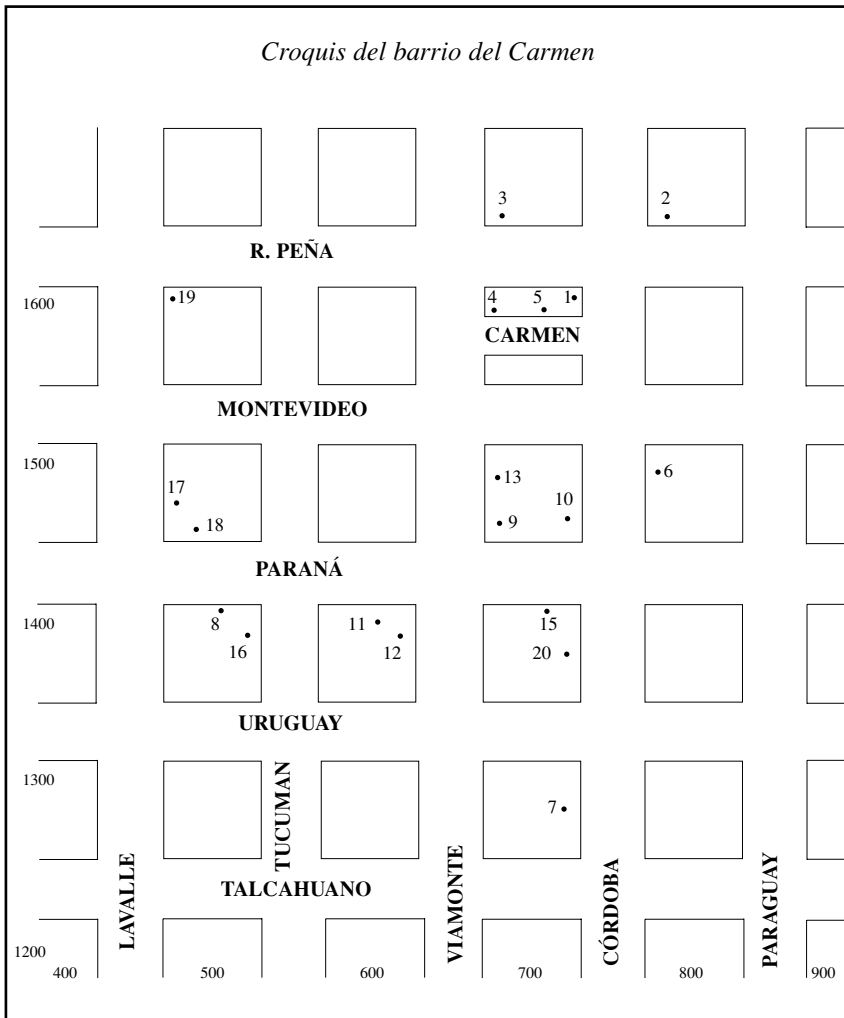 Croquis del barrio del Carmen
3
2
R. PEÑA
1600
19
4 5 1
CARMEN
MONTEVIDEO
1500
17
18
13
9
10
6
PARANÁ
1400
8
16
11
12
15
20
URUGUAY
1300
7
LAVALLE
TUCUMAN
VIAMONTE
CÓRDOBA
PARAGUAY
TALCAHUANO
1200
400 500 600 700 800 900